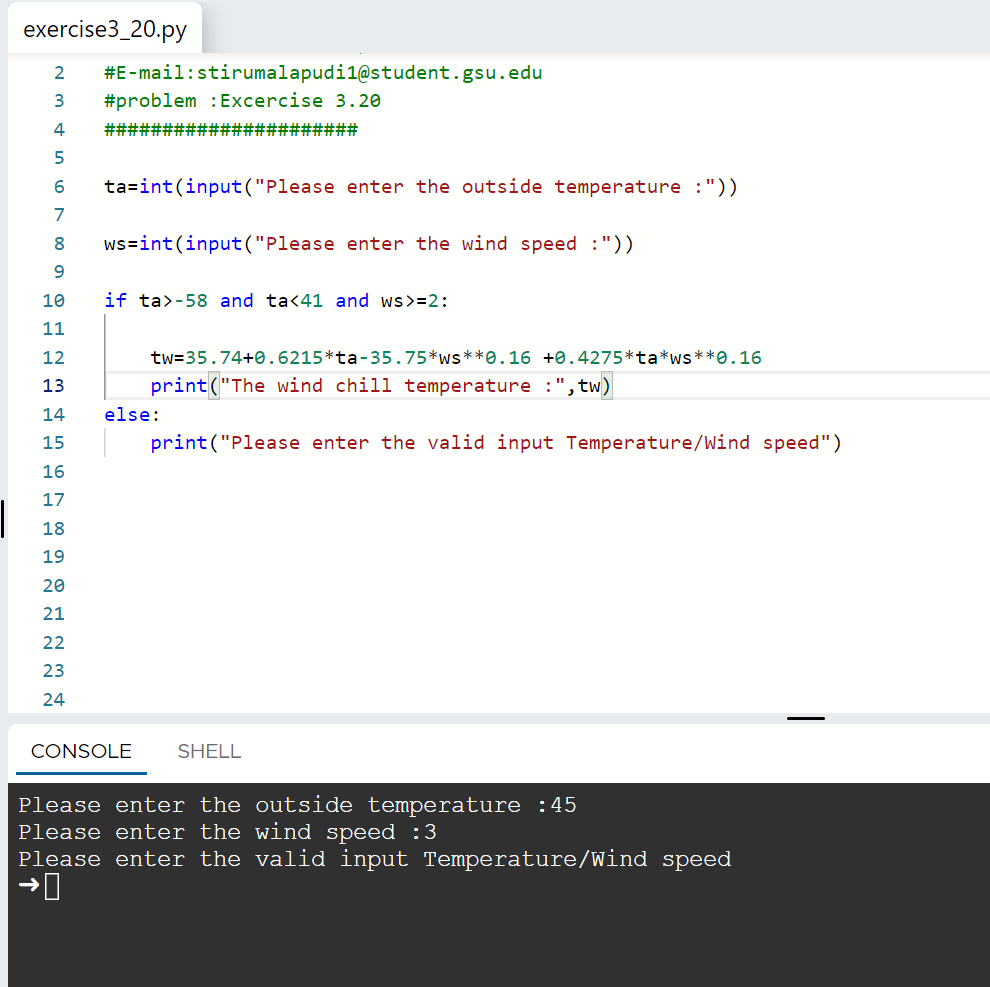 exercise3_20.py
2 #E-mail:stirumalapudi1@student.gsu.edu
3 #problem :Excercise 3.20
4 ######################
5
6 ta=int(input("Please enter the outside temperature :"))
7
8 ws=int(input("Please enter the wind speed :"))
9
10 if ta>-58 and ta<41 and ws>=2:
11
12     tw=35.74+0.6215*ta-35.75*ws**0.16 +0.4275*ta*ws**0.16
13     print("The wind chill temperature :",tw)
14 else:
15     print("Please enter the valid input Temperature/Wind speed")
16
17
18
19
20
21
22
23
24
CONSOLE SHELL
Please enter the outside temperature :45
Please enter the wind speed :3
Please enter the valid input Temperature/Wind speed
➜